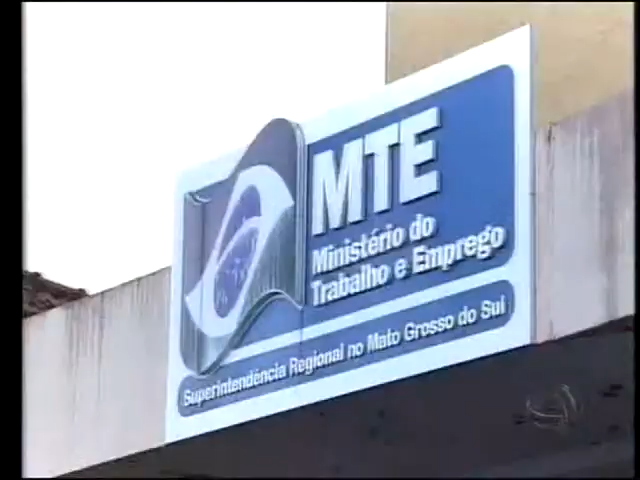 MTE
Ministério do
Trabalho e Emprego
Superintendência Regional no Mato Grosso do Sul